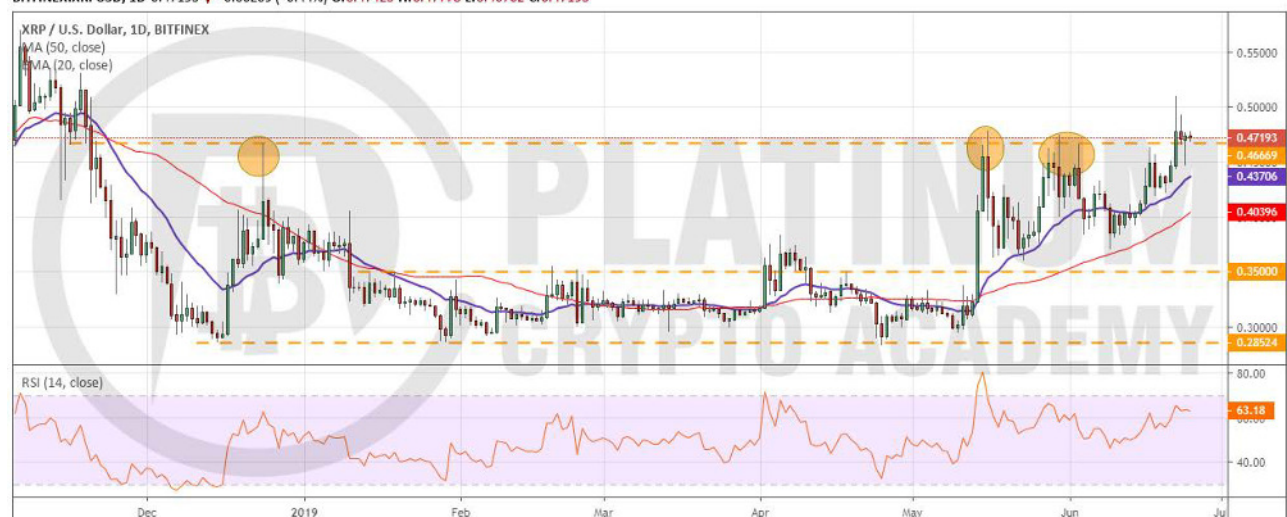 XRP / U.S. Dollar, 1D, BITFINEX
MA (50, close)
EMA (20, close)
0.55000
0.50000
0.47193
0.46669
0.43706
0.40396
0.35000
0.30000
0.28524
PLATINUM
CRYPTO ACADEMY
RSI (14, close)
80.00
63.18
40.00
Dec
2019
Feb
Mar
Apr
May
Jun
Jul